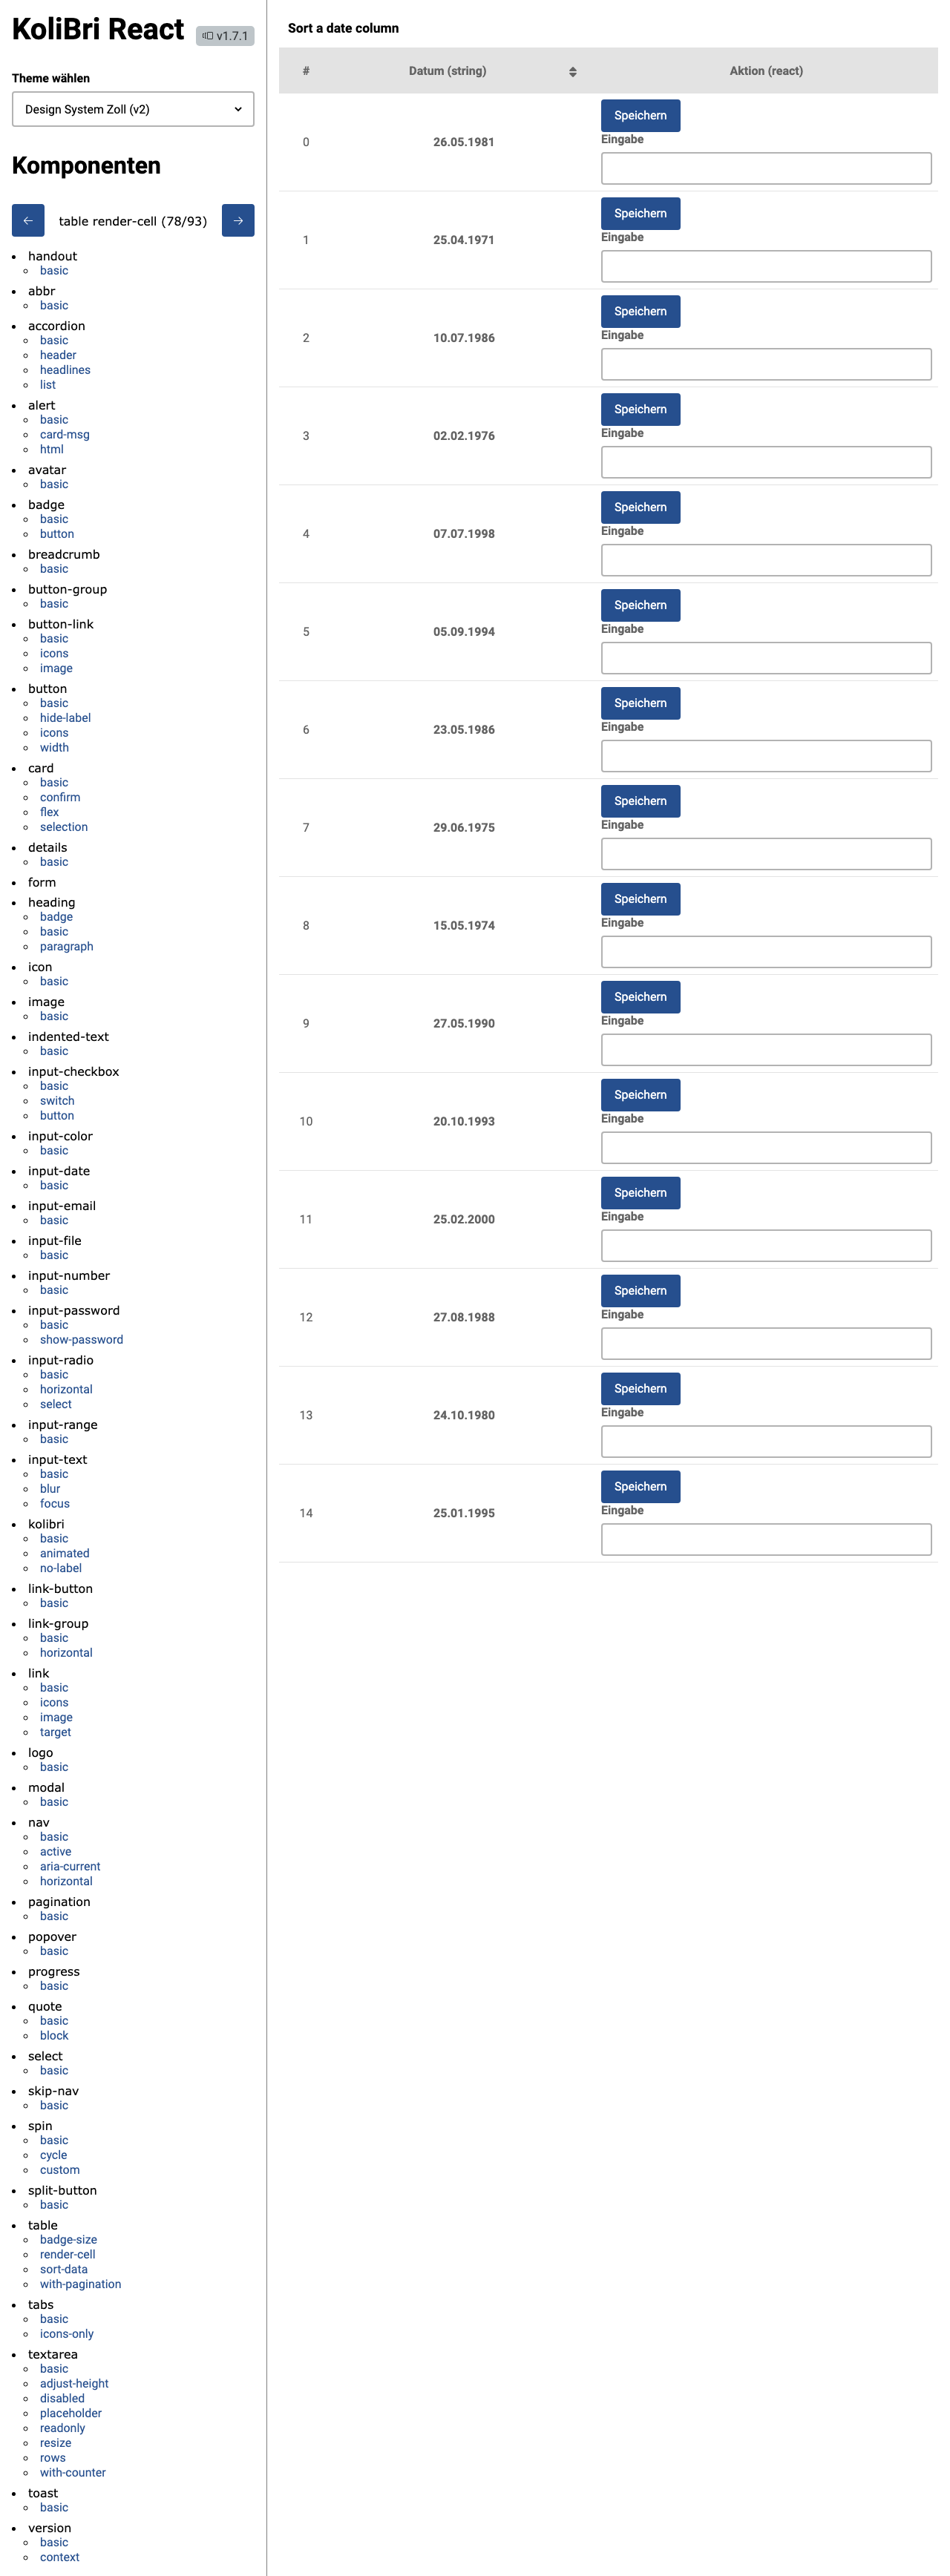 KoliBri React
v1.7.1
Theme wählen
Design System Zoll (v2)
Komponenten
←
table render-cell (78/93)
→
handout
basic
abbr
basic
accordion
basic
header
headlines
list
alert
basic
card-msg
html
avatar
basic
badge
basic
button
breadcrumb
basic
button-group
basic
button-link
basic
icons
image
button
basic
hide-label
icons
width
card
basic
confirm
flex
selection
details
basic
form
heading
badge
basic
paragraph
icon
basic
image
basic
indented-text
basic
input-checkbox
basic
switch
button
input-color
basic
input-date
basic
input-email
basic
input-file
basic
input-number
basic
input-password
basic
show-password
input-radio
basic
horizontal
select
input-range
basic
input-text
basic
blur
focus
kolibri
basic
animated
no-label
link-button
basic
link-group
basic
horizontal
link
basic
icons
image
target
logo
basic
modal
basic
nav
basic
active
aria-current
horizontal
pagination
basic
popover
basic
progress
basic
quote
basic
block
select
basic
skip-nav
basic
spin
basic
cycle
custom
split-button
basic
table
badge-size
render-cell
sort-data
with-pagination
tabs
basic
icons-only
textarea
basic
adjust-height
disabled
placeholder
readonly
resize
rows
with-counter
toast
basic
version
basic
context
Sort a date column
# Datum (string) Aktion (react)
Speichern
Eingabe
0 26.05.1981
Speichern
Eingabe
1 25.04.1971
Speichern
Eingabe
2 10.07.1986
Speichern
Eingabe
3 02.02.1976
Speichern
Eingabe
4 07.07.1998
Speichern
Eingabe
5 05.09.1994
Speichern
Eingabe
6 23.05.1986
Speichern
Eingabe
7 29.06.1975
Speichern
Eingabe
8 15.05.1974
Speichern
Eingabe
9 27.05.1990
Speichern
Eingabe
10 20.10.1993
Speichern
Eingabe
11 25.02.2000
Speichern
Eingabe
12 27.08.1988
Speichern
Eingabe
13 24.10.1980
Speichern
Eingabe
14 25.01.1995